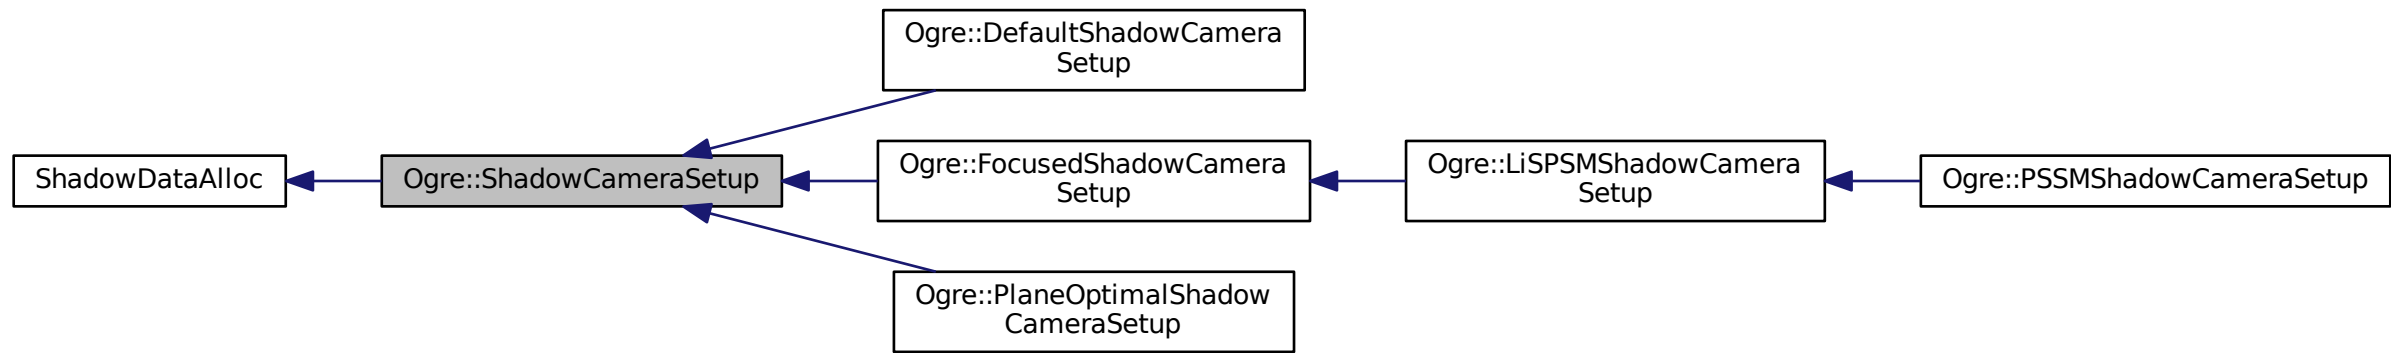 Ogre::DefaultShadowCamera
Setup
ShadowDataAlloc
Ogre::ShadowCameraSetup
Ogre::FocusedShadowCamera
Setup
Ogre::LiSPSMShadowCamera
Setup
Ogre::PSSMShadowCameraSetup
Ogre::PlaneOptimalShadow
CameraSetup